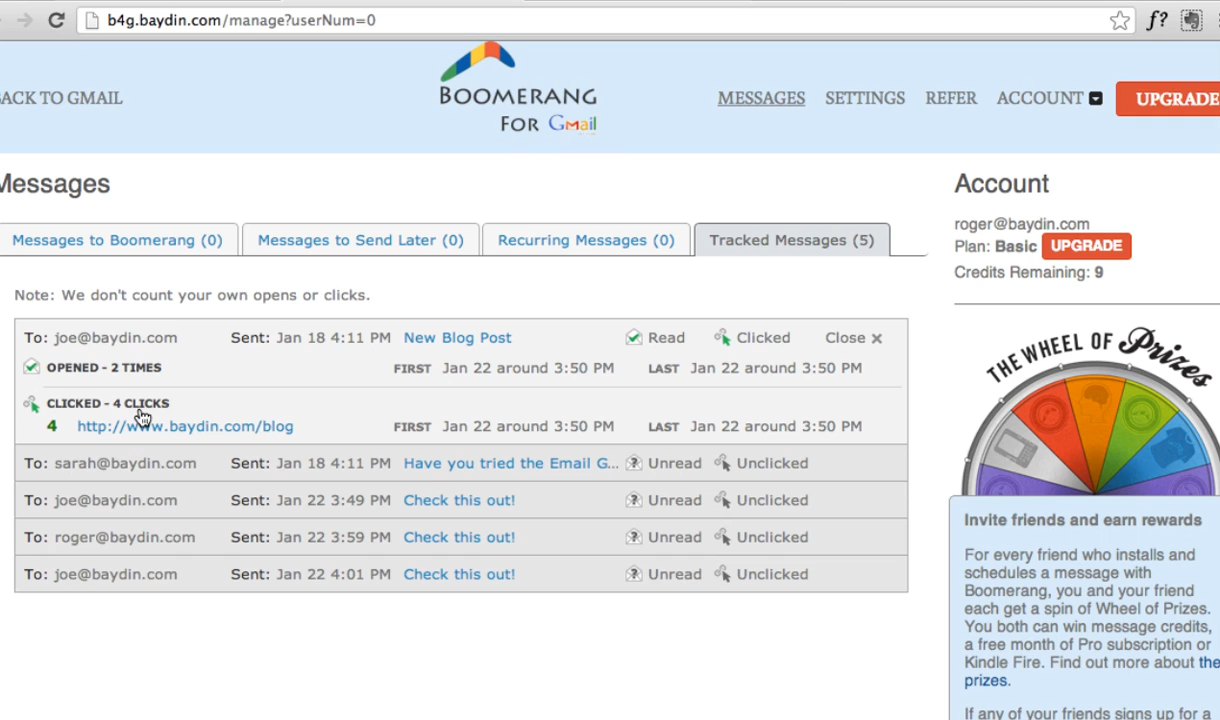 b4g.baydin.com/manage?userNum=0
f?
ACK TO GMAIL
BOOMERANG
FOR Gmail
MESSAGES SETTINGS REFER ACCOUNT UPGRADE
Messages
Account
roger@baydin.com
Plan: Basic UPGRADE
Credits Remaining: 9
Messages to Boomerang (0) Messages to Send Later (0) Recurring Messages (0) Tracked Messages (5)
Note: We don't count your own opens or clicks.
To: joe@baydin.com Sent: Jan 18 4:11 PM New Blog Post Read Clicked Close ×
OPENED - 2 TIMES FIRST Jan 22 around 3:50 PM LAST Jan 22 around 3:50 PM
CLICKED - 4 CLICKS
4 http://www.baydin.com/blog FIRST Jan 22 around 3:50 PM LAST Jan 22 around 3:50 PM
To: sarah@baydin.com Sent: Jan 18 4:11 PM Have you tried the Email G... Unread Unclicked
To: joe@baydin.com Sent: Jan 22 3:49 PM Check this out! Unread Unclicked
To: roger@baydin.com Sent: Jan 22 3:59 PM Check this out! Unread Unclicked
To: joe@baydin.com Sent: Jan 22 4:01 PM Check this out! Unread Unclicked
THE WHEEL OF Prizes
Invite friends and earn rewards
For every friend who installs and
schedules a message with
Boomerang, you and your friend
each get a spin of Wheel of Prizes.
You both can win message credits,
a free month of Pro subscription or
Kindle Fire. Find out more about the
prizes.
If any of your friends signs up for a